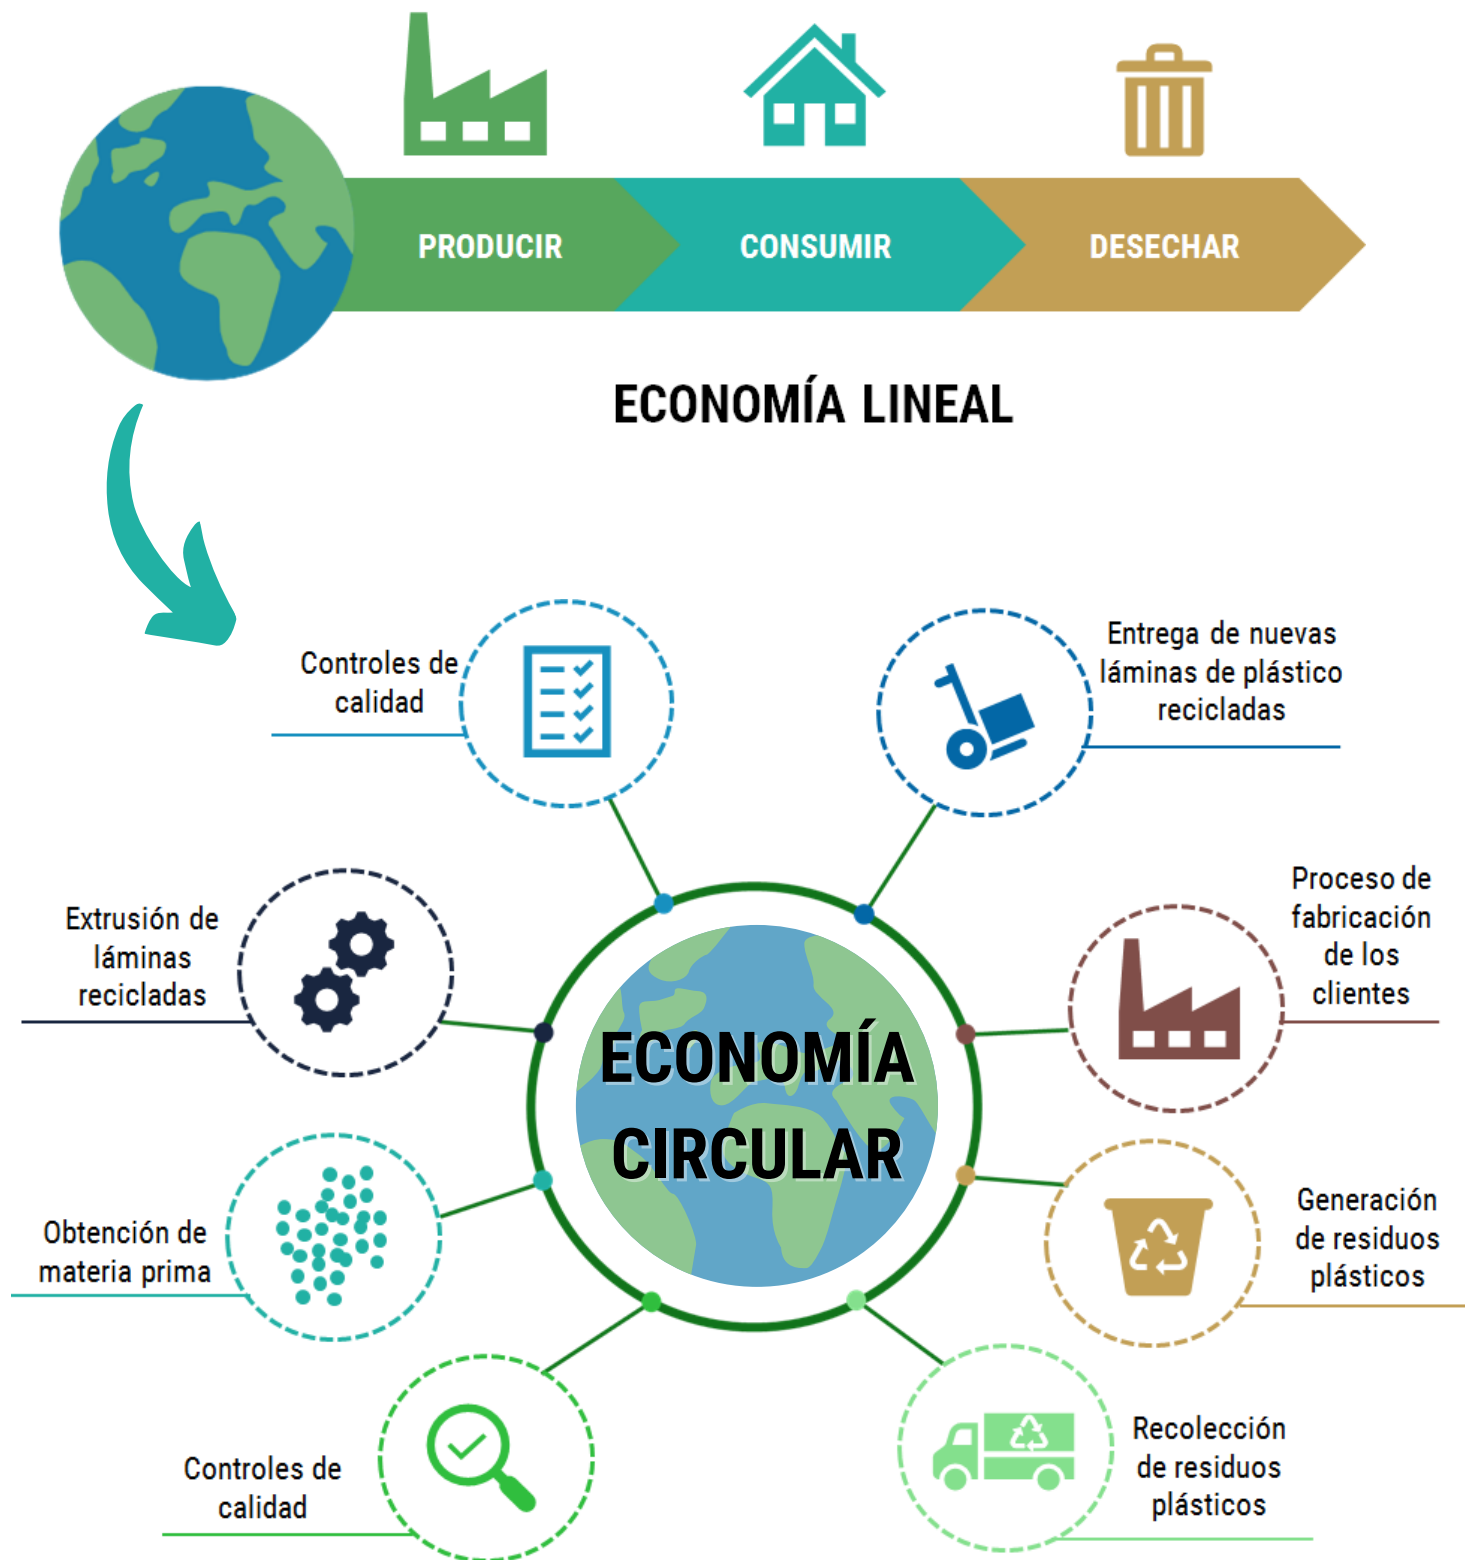 PRODUCIR
CONSUMIR
DESECHAR
ECONOMÍA LINEAL
Controles de
calidad
Entrega de nuevas
láminas de plástico
recicladas
Extrusión de
láminas
recicladas
Proceso de
fabricación
de los
clientes
ECONOMÍA
CIRCULAR
Obtención de
materia prima
Generación
de residuos
plásticos
Controles de
calidad
Recolección
de residuos
plásticos